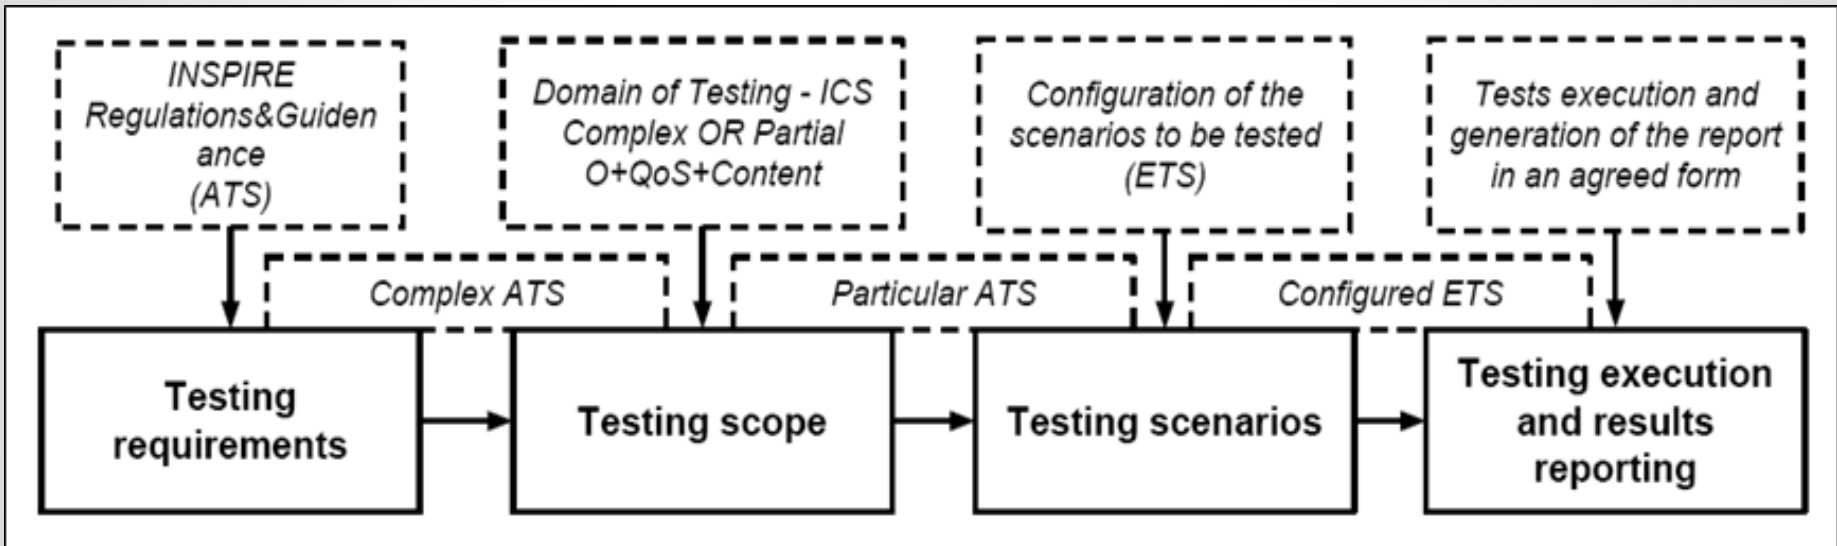 INSPIRE
Regulations&Guiden
ance
(ATS)
Domain of Testing - ICS
Complex OR Partial
O+QoS+Content
Configuration of the
scenarios to be tested
(ETS)
Tests execution and
generation of the report
in an agreed form
Complex ATS
Particular ATS
Configured ETS
Testing
requirements
Testing scope
Testing scenarios
Testing execution
and results
reporting